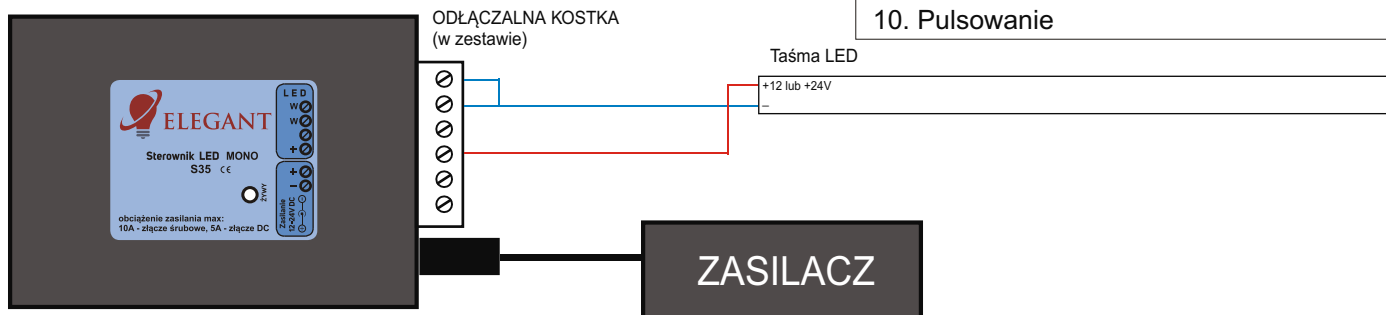 ODŁĄCZALNA KOSTKA
(w zestawie)
10. Pulsowanie
Taśma LED
+12 lub +24V
–
ELEGANT
Sterownik LED MONO
S35 CE
ŻYWY
obciążenie zasilania max:
10A - złącze śrubowe, 5A - złącze DC
LED
W
W
+
+
–
Zasilanie
12-24V DC
ZASILACZ